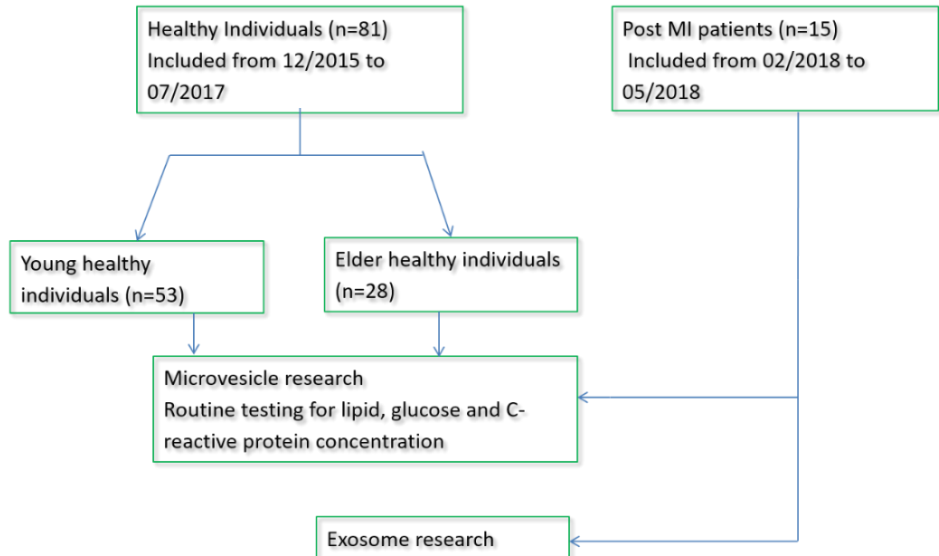 Healthy Individuals (n=81)
Included from 12/2015 to
07/2017
Post MI patients (n=15)
Included from 02/2018 to
05/2018
Young healthy
individuals (n=53)
Elder healthy individuals
(n=28)
Microvesicle research
Routine testing for lipid, glucose and C-
reactive protein concentration
Exosome research